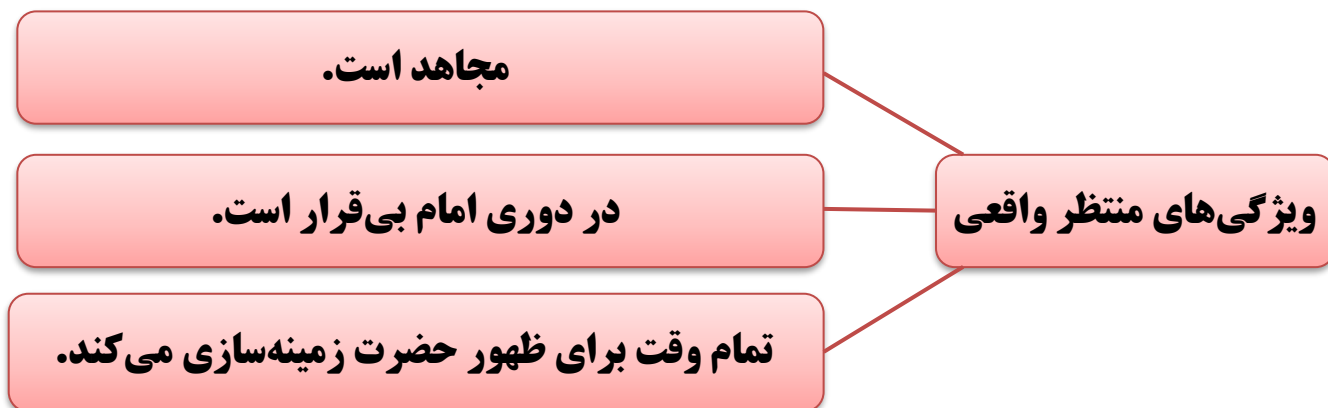 ویژگی‌های منتظر واقعی
مجاهد است.
در دوری امام بی‌قرار است.
تمام وقت برای ظهور حضرت زمینه‌سازی می‌کند.